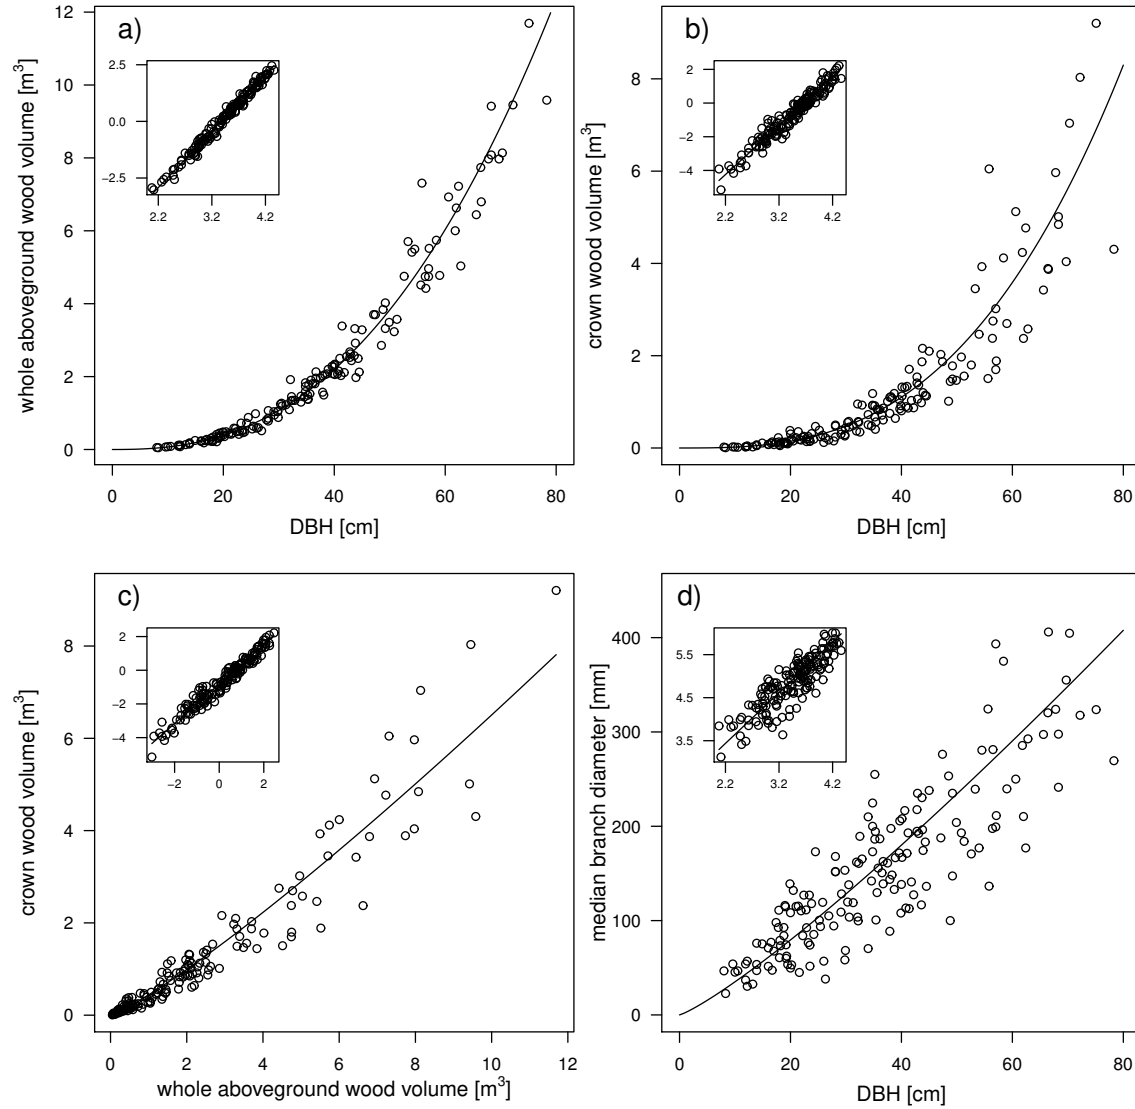 a)
whole aboveground wood volume [m³]
12
10
8
6
4
2
0
2.5
0.0
−2.5
2.2 3.2 4.2
0 20 40 60 80
DBH [cm]
b)
crown wood volume [m³]
8
6
4
2
0
2
0
−2
−4
2.2 3.2 4.2
0 20 40 60 80
DBH [cm]
c)
crown wood volume [m³]
8
6
4
2
0
2
0
−2
−4
−2 0 2
0 2 4 6 8 10 12
whole aboveground wood volume [m³]
d)
median branch diameter [mm]
400
300
200
100
0
5.5
4.5
3.5
2.2 3.2 4.2
0 20 40 60 80
DBH [cm]